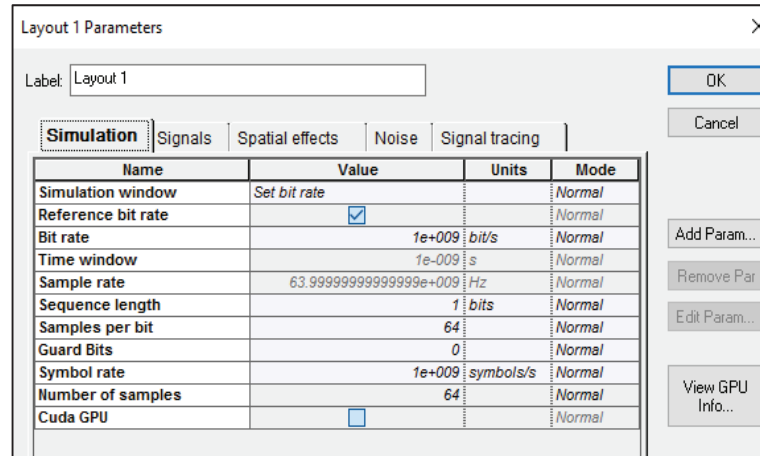 Layout 1 Parameters
Label: Layout 1
OK
Cancel
Simulation Signals Spatial effects Noise Signal tracing
Name Value Units Mode
Simulation window Set bit rate Normal
Reference bit rate Normal
Bit rate 1e+009 bit/s Normal
Time window 1e-009 s Normal
Sample rate 63.99999999999999e+009 Hz Normal
Sequence length 1 bits Normal
Samples per bit 64 Normal
Guard Bits 0 Normal
Symbol rate 1e+009 symbols/s Normal
Number of samples 64 Normal
Cuda GPU Normal
Add Param...
Remove Par
Edit Param...
View GPU
Info...